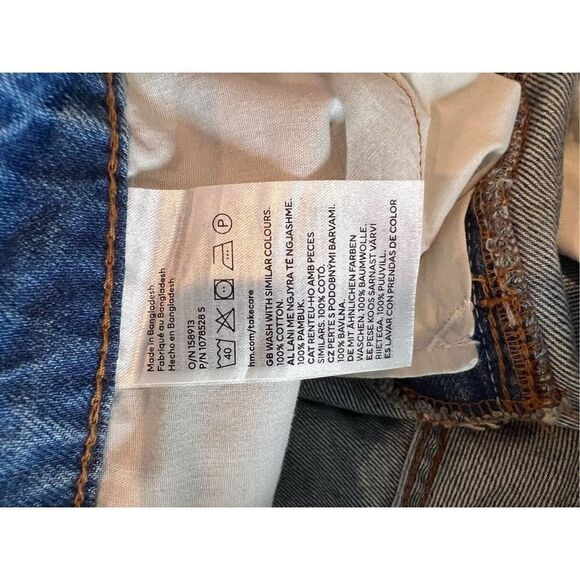 Made in Bangladesh
Fabriqué au Bangladesh
Hecho en Bangladesh
O/N 158913
P/N 1078528 5
40
P
hm.com/takecare
GB WASH WITH SIMILAR COLOURS.
100% COTTON.
AL LANI ME NGJYRA TË NGJASHME.
100% PAMBUK.
CAT RENTEU-HO AMB PECES
SIMILARS. 100% COTÓ.
CZ PERTE S PODOBNÝMI BARVAMI.
100% BAVLNA.
DE MIT ÄHNLICHEN FARBEN
WASCHEN. 100% BAUMWOLLE.
EE PESE KOOS SARNAST VÄRVI
RIIETEGA. 100% PUUVILL.
ES LAVAR CON PRENDAS DE COLOR